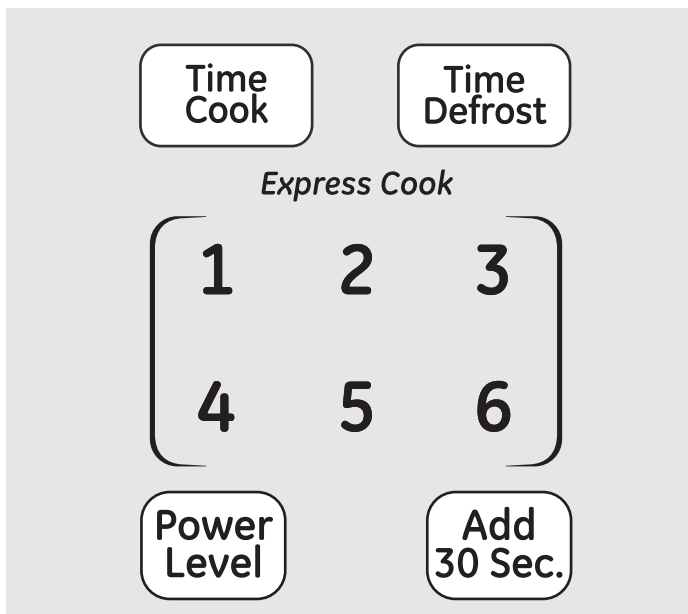 Time Time
Cook Defrost
Express Cook
1 2 3
4 5 6
Power Add
Level 30 Sec.